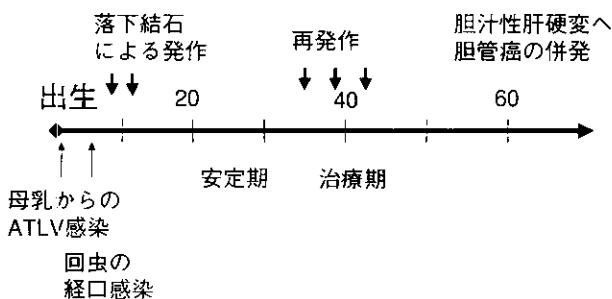 落下結石
による発作
再発作
胆汁性肝硬変へ
胆管癌の併発
出生
20
40
60
安定期
治療期
母乳からの
ATLV感染
回虫の
経口感染